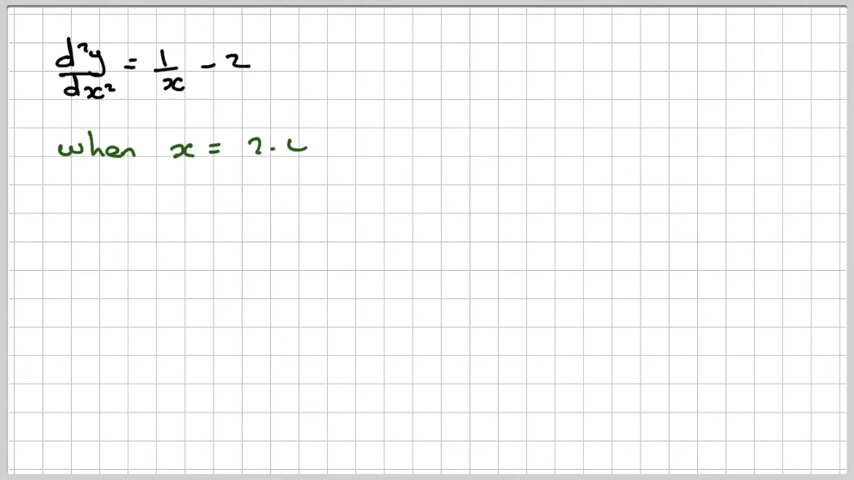 d²y/dx² = 1/x - 2
when x = 2.